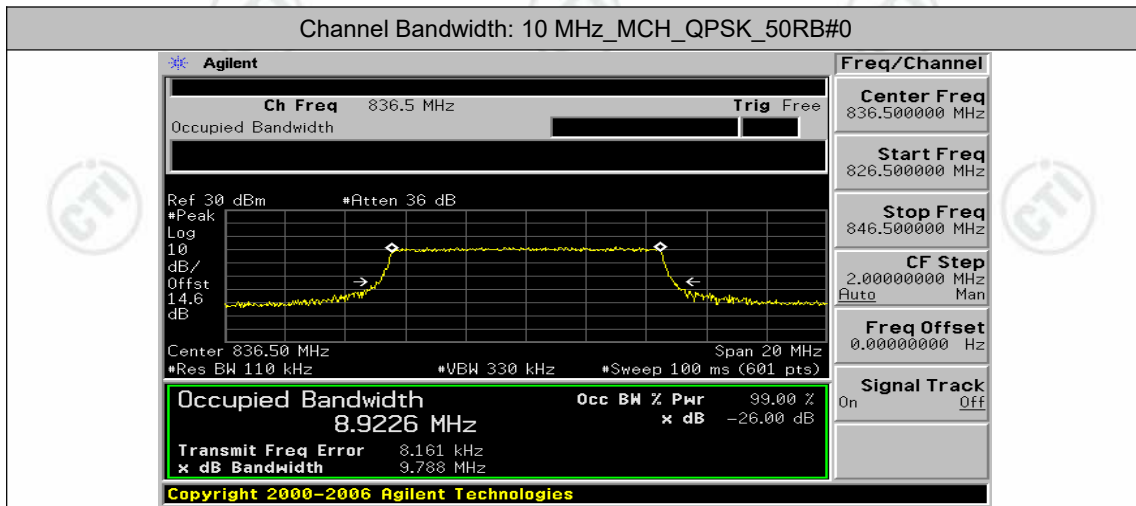 Channel Bandwidth: 10 MHz_MCH_QPSK_50RB#0
Agilent
Freq/Channel
Ch Freq 836.5 MHz Trig Free
Occupied Bandwidth
Center Freq
836.500000 MHz
Start Freq
826.500000 MHz
Stop Freq
846.500000 MHz
CF Step
2.00000000 MHz
Auto Man
Freq Offset
0.00000000 Hz
Signal Track
On Off
Ref 30 dBm #Atten 36 dB
#Peak
Log
10
dB/
Offst
14.6
dB
Center 836.50 MHz Span 20 MHz
#Res BW 110 kHz #VBW 330 kHz #Sweep 100 ms (601 pts)
Occupied Bandwidth Occ BW % Pwr 99.00 %
8.9226 MHz x dB -26.00 dB
Transmit Freq Error 8.161 kHz
x dB Bandwidth 9.788 MHz
Copyright 2000-2006 Agilent Technologies
CTI
CTI